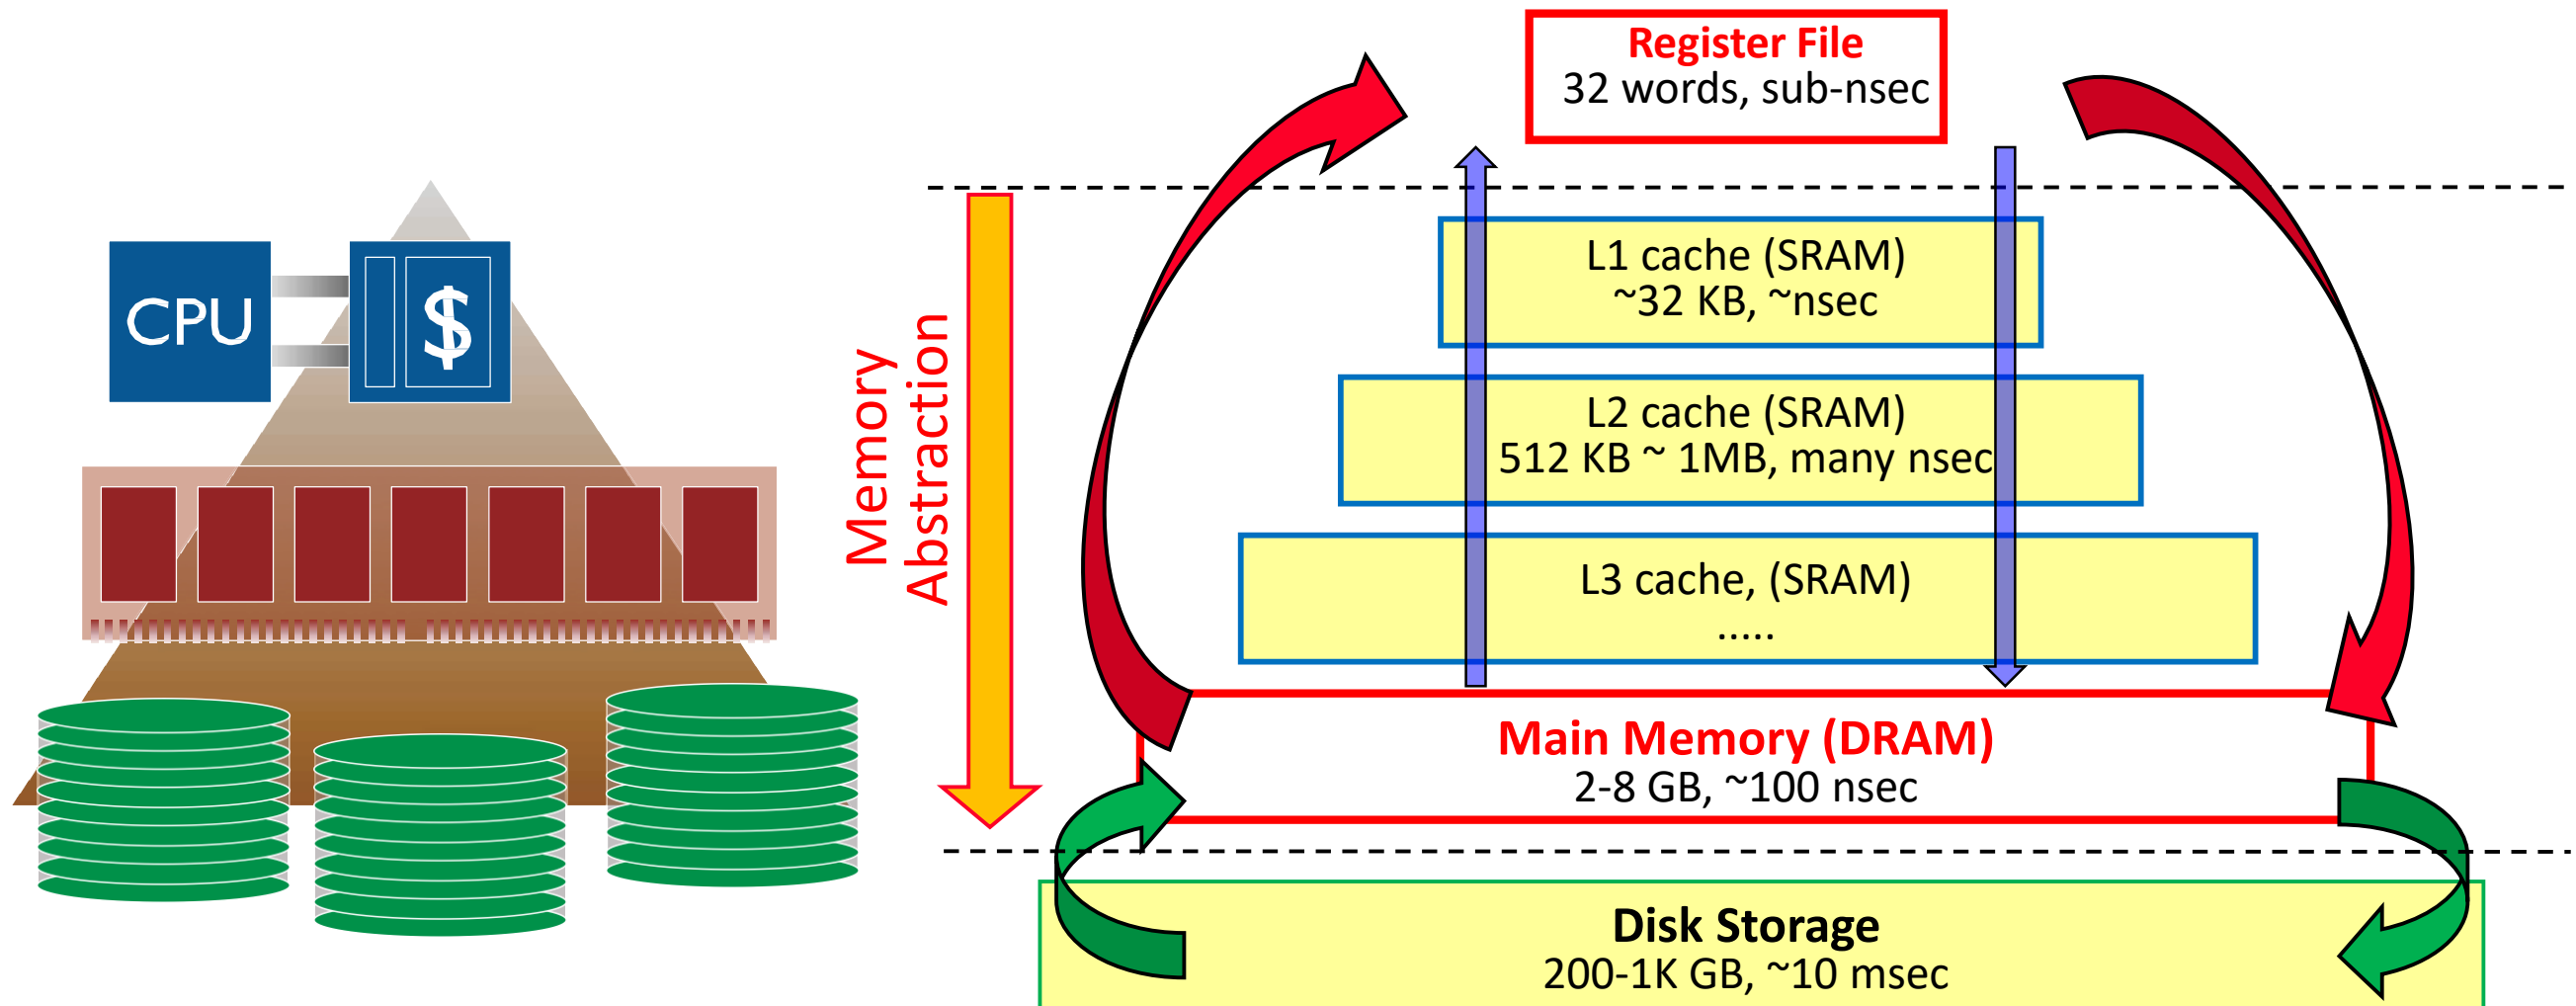 CPU
$
Memory
Abstraction
Register File
32 words, sub-nsec
L1 cache (SRAM)
~32 KB, ~nsec
L2 cache (SRAM)
512 KB ~ 1MB, many nsec
L3 cache, (SRAM)
.....
Main Memory (DRAM)
2-8 GB, ~100 nsec
Disk Storage
200-1K GB, ~10 msec